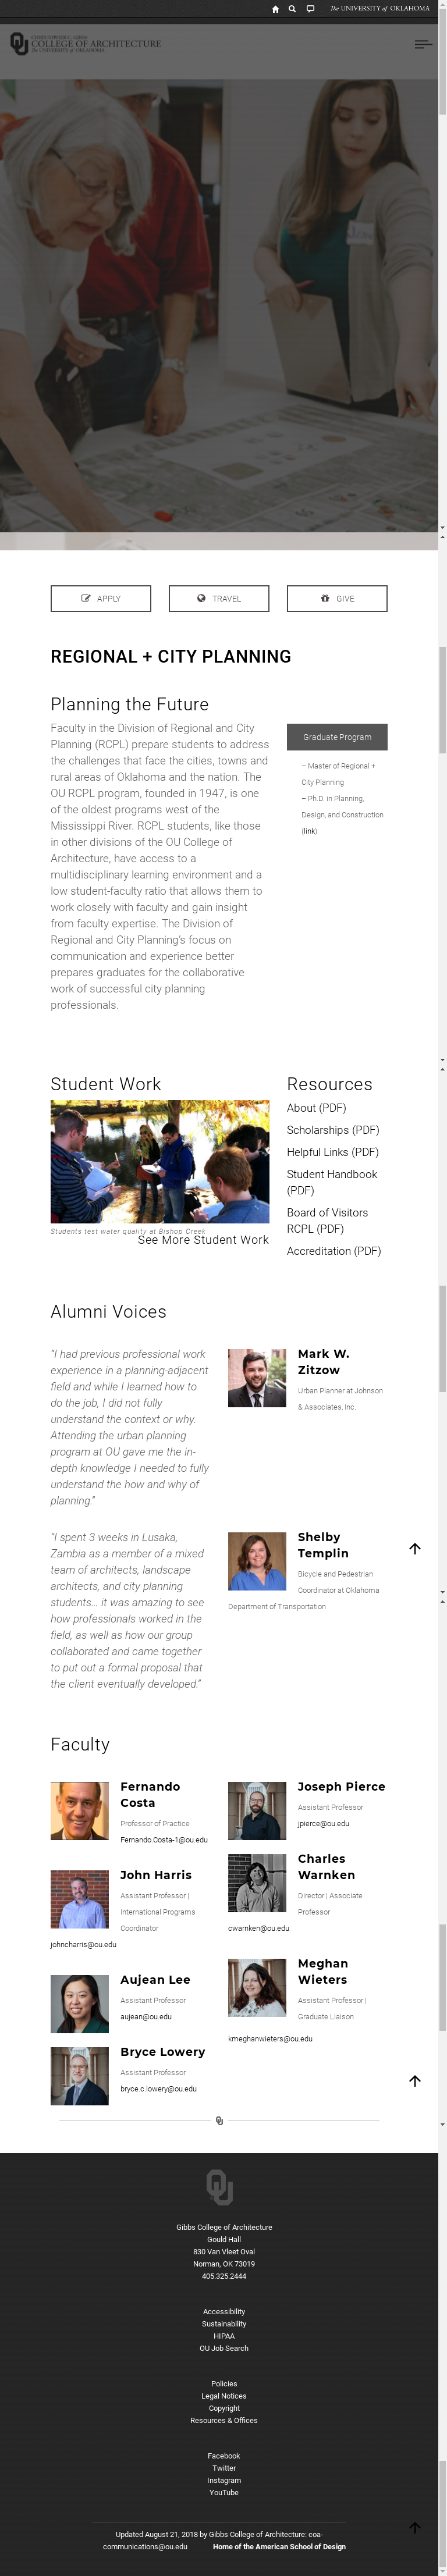 The UNIVERSITY of OKLAHOMA
CHRISTOPHER C. GIBBS
COLLEGE OF ARCHITECTURE
The UNIVERSITY of OKLAHOMA
APPLY
TRAVEL
GIVE
REGIONAL + CITY PLANNING
Planning the Future
Faculty in the Division of Regional and City
Planning (RCPL) prepare students to address
the challenges that face the cities, towns and
rural areas of Oklahoma and the nation. The
OU RCPL program, founded in 1947, is one
of the oldest programs west of the
Mississippi River. RCPL students, like those
in other divisions of the OU College of
Architecture, have access to a
multidisciplinary learning environment and a
low student-faculty ratio that allows them to
work closely with faculty and gain insight
from faculty expertise. The Division of
Regional and City Planning's focus on
communication and experience better
prepares graduates for the collaborative
work of successful city planning
professionals.
Graduate Program
– Master of Regional +
City Planning
– Ph.D. in Planning,
Design, and Construction
(link)
Student Work
Students test water quality at Bishop Creek
See More Student Work
Resources
About (PDF)
Scholarships (PDF)
Helpful Links (PDF)
Student Handbook
(PDF)
Board of Visitors
RCPL (PDF)
Accreditation (PDF)
Alumni Voices
“I had previous professional work
experience in a planning-adjacent
field and while I learned how to
do the job, I did not fully
understand the context or why.
Attending the urban planning
program at OU gave me the in-
depth knowledge I needed to fully
understand the how and why of
planning.”
Mark W.
Zitzow
Urban Planner at Johnson
& Associates, Inc.
“I spent 3 weeks in Lusaka,
Zambia as a member of a mixed
team of architects, landscape
architects, and city planning
students… it was amazing to see
how professionals worked in the
field, as well as how our group
collaborated and came together
to put out a formal proposal that
the client eventually developed.”
Shelby
Templin
Bicycle and Pedestrian
Coordinator at Oklahoma
Department of Transportation
Faculty
Fernando
Costa
Professor of Practice
Fernando.Costa-1@ou.edu
John Harris
Assistant Professor |
International Programs
Coordinator
johncharris@ou.edu
Aujean Lee
Assistant Professor
aujean@ou.edu
Bryce Lowery
Assistant Professor
bryce.c.lowery@ou.edu
Joseph Pierce
Assistant Professor
jpierce@ou.edu
Charles
Warnken
Director | Associate
Professor
cwarnken@ou.edu
Meghan
Wieters
Assistant Professor |
Graduate Liaison
kmeghanwieters@ou.edu
Gibbs College of Architecture
Gould Hall
830 Van Vleet Oval
Norman, OK 73019
405.325.2444
Accessibility
Sustainability
HIPAA
OU Job Search
Policies
Legal Notices
Copyright
Resources & Offices
Facebook
Twitter
Instagram
YouTube
Updated August 21, 2018 by Gibbs College of Architecture: coa-
communications@ou.edu Home of the American School of Design